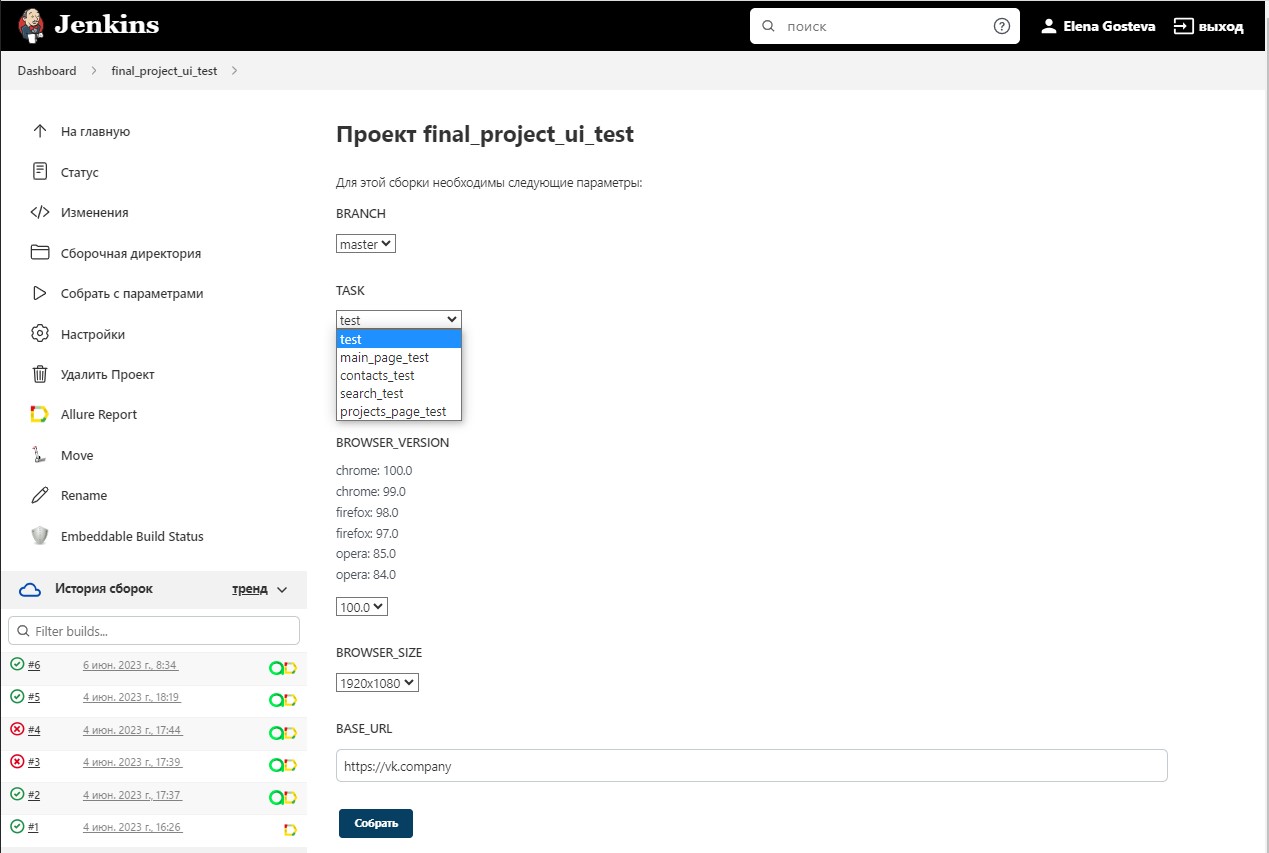 Jenkins
поиск
Elena Gosteva
выход
Dashboard
final_project_ui_test
На главную
Статус
Изменения
Сборочная директория
Собрать с параметрами
Настройки
Удалить Проект
Allure Report
Move
Rename
Embeddable Build Status
История сборок
тренд
Filter builds...
#6 6 июн. 2023 г., 8:34
#5 4 июн. 2023 г., 18:19
#4 4 июн. 2023 г., 17:44
#3 4 июн. 2023 г., 17:39
#2 4 июн. 2023 г., 17:37
#1 4 июн. 2023 г., 16:26
Проект final_project_ui_test
Для этой сборки необходимы следующие параметры:
BRANCH
master
TASK
test
test
main_page_test
contacts_test
search_test
projects_page_test
BROWSER_VERSION
chrome: 100.0
chrome: 99.0
firefox: 98.0
firefox: 97.0
opera: 85.0
opera: 84.0
100.0
BROWSER_SIZE
1920x1080
BASE_URL
https://vk.company
Собрать